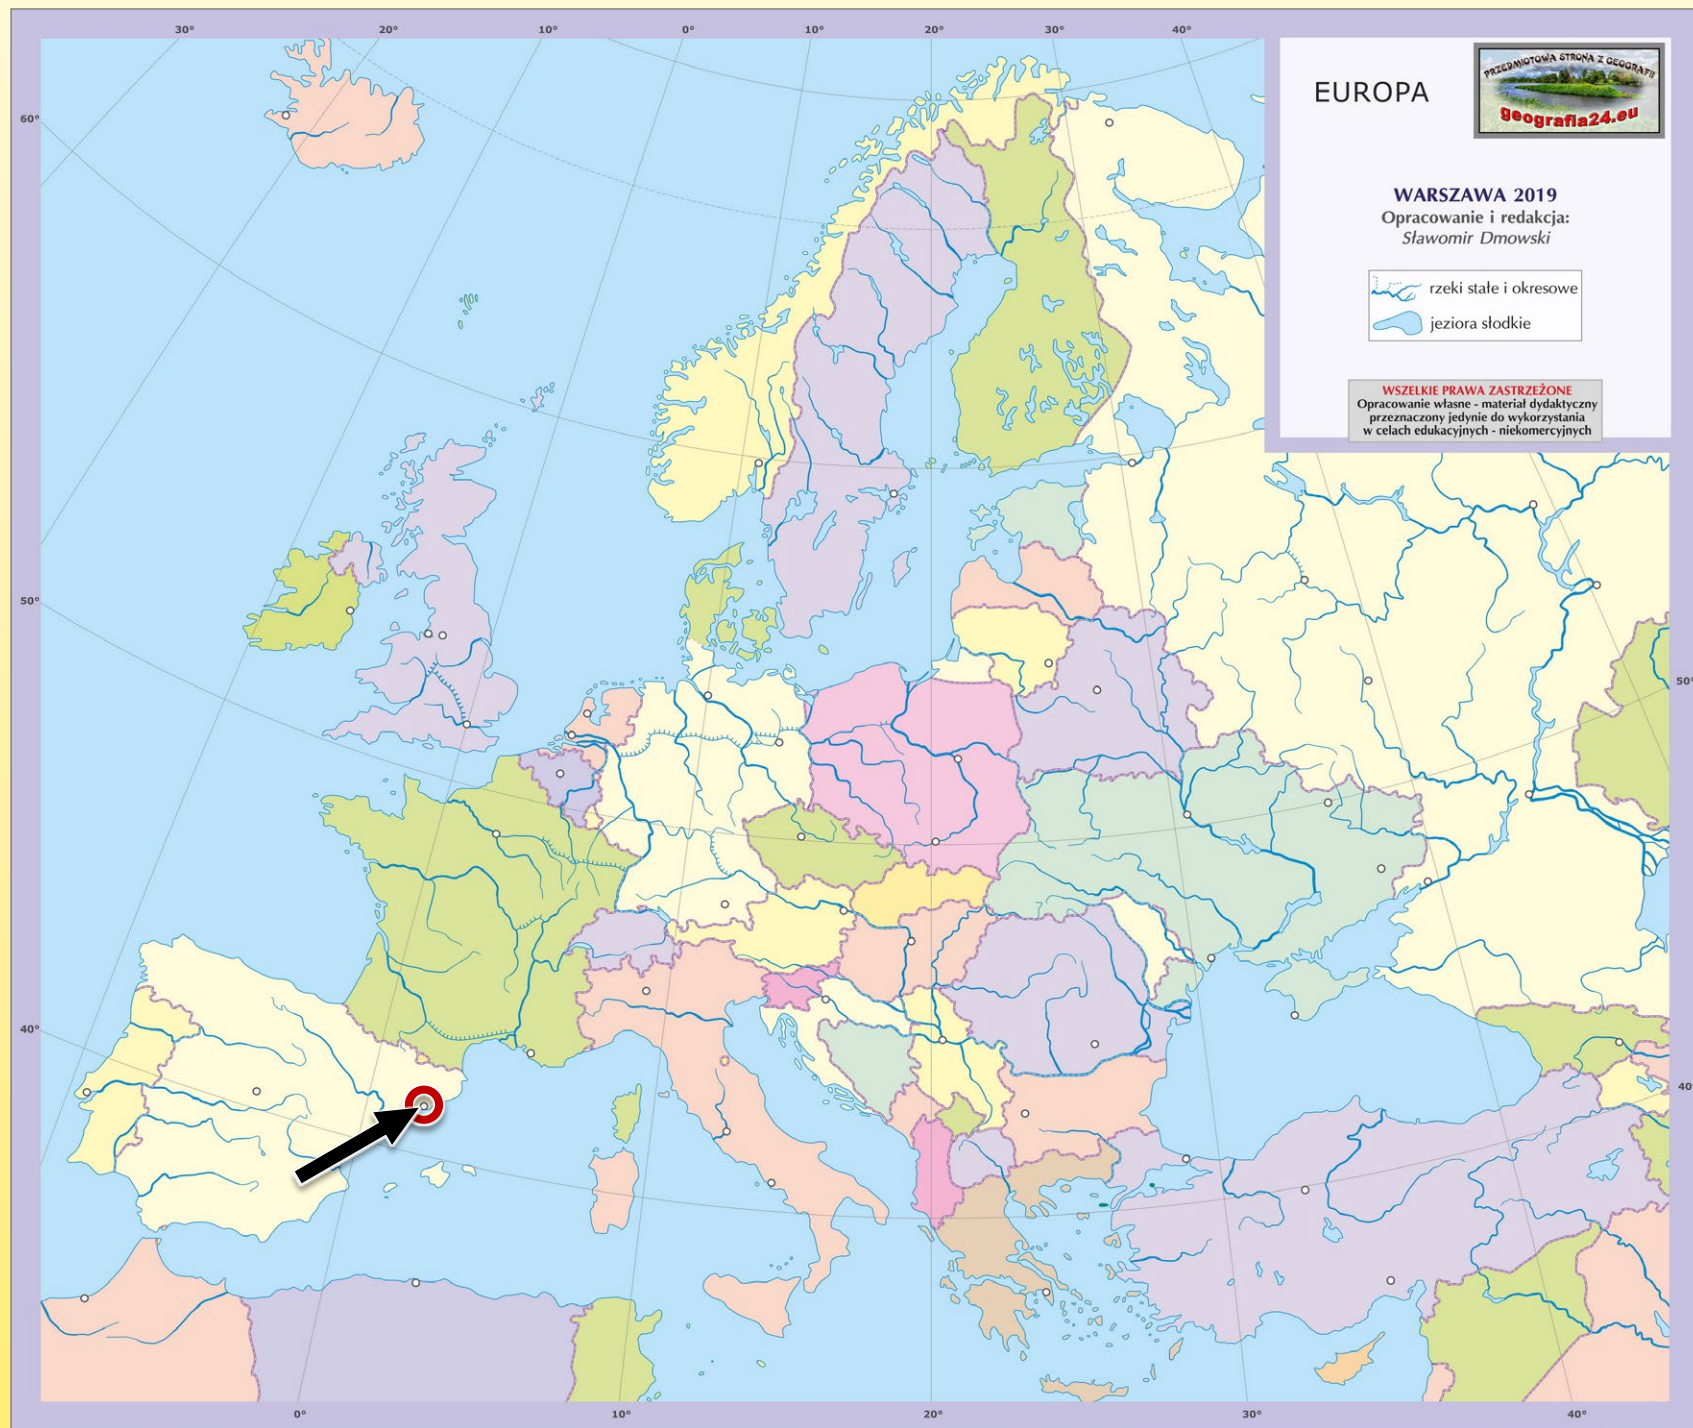 30°
20°
10°
0°
10°
20°
30°
40°
60°
50°
40°
50°
40°
0°
10°
20°
30°
40°
EUROPA
PRZEDMIOTOWA STRONA Z GEOGRAFII
geografia24.eu
WARSZAWA 2019
Opracowanie i redakcja:
Sławomir Dmowski
rzeki stałe i okresowe
jeziora słodkie
WSZELKIE PRAWA ZASTRZEŻONE
Opracowanie własne - materiał dydaktyczny
przeznaczony jedynie do wykorzystania
w celach edukacyjnych - niekomercyjnych